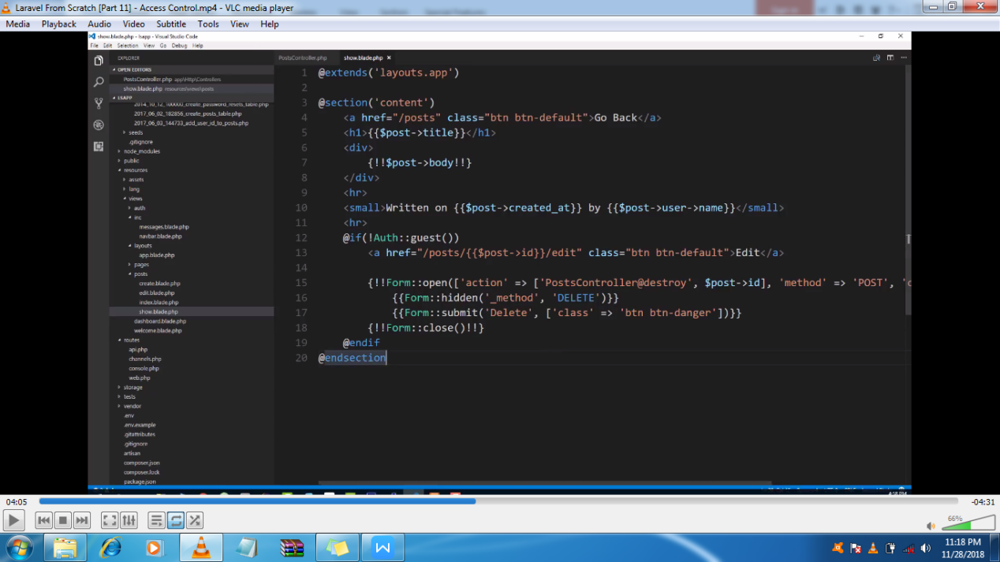 Laravel From Scratch [Part 11] - Access Control.mp4 - VLC media player
Media Playback Audio Video Subtitle Tools View Help
show.blade.php - lsapp - Visual Studio Code
File Edit Selection View Go Debug Help
EXPLORER
OPEN EDITORS
PostsController.php app\Http\Controllers
show.blade.php resources\views\posts
LSAPP
2014_10_12_100000_create_password_resets_table.php
2017_06_02_182856_create_posts_table.php
2017_06_03_144733_add_user_id_to_posts.php
seeds
.gitignore
node_modules
public
resources
assets
lang
views
auth
inc
messages.blade.php
navbar.blade.php
layouts
app.blade.php
pages
posts
create.blade.php
edit.blade.php
index.blade.php
show.blade.php
dashboard.blade.php
welcome.blade.php
routes
api.php
channels.php
console.php
web.php
storage
tests
vendor
.env
.env.example
.gitattributes
.gitignore
artisan
composer.json
composer.lock
package.json
PostsController.php show.blade.php
1 @extends('layouts.app')
2
3 @section('content')
4 <a href="/posts" class="btn btn-default">Go Back</a>
5 <h1>{{$post->title}}</h1>
6 <div>
7 {!!$post->body!!}
8 </div>
9 <hr>
10 <small>Written on {{$post->created_at}} by {{$post->user->name}}</small>
11 <hr>
12 @if(!Auth::guest())
13 <a href="/posts/{{$post->id}}/edit" class="btn btn-default">Edit</a>
14
15 {!!Form::open(['action' => ['PostsController@destroy', $post->id], 'method' => 'POST', '
16 {{Form::hidden('_method', 'DELETE')}}
17 {{Form::submit('Delete', ['class' => 'btn btn-danger'])}}
18 {!!Form::close()!!}
19 @endif
20 @endsection
04:05 -04:31
66%
11:18 PM
11/28/2018